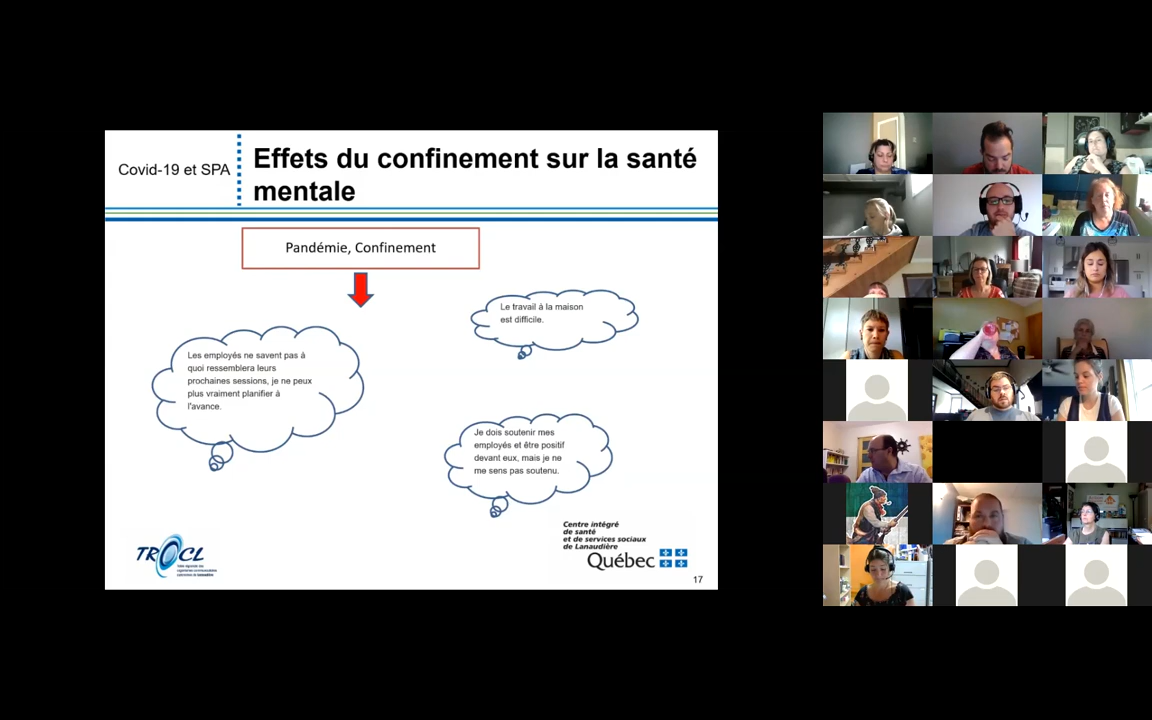 Covid-19 et SPA
Effets du confinement sur la santé
mentale
Pandémie, Confinement
Le travail à la maison
est difficile.
Les employés ne savent pas à
quoi ressemblera leurs
prochaines sessions, je ne peux
plus vraiment planifier à
l'avance.
Je dois soutenir mes
employés et être positif
devant eux, mais je ne
me sens pas soutenu.
TROCL
Centre intégré
de santé
et de services sociaux
de Lanaudière
Québec
17